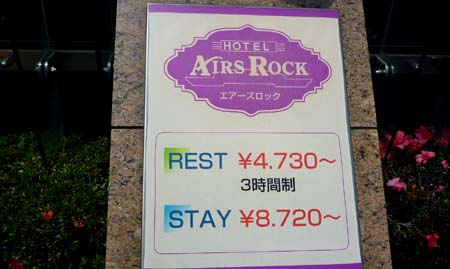 HOTEL
AIRS ROCK
エアーズロック
REST ¥4.730～
3時間制
STAY ¥8.720～